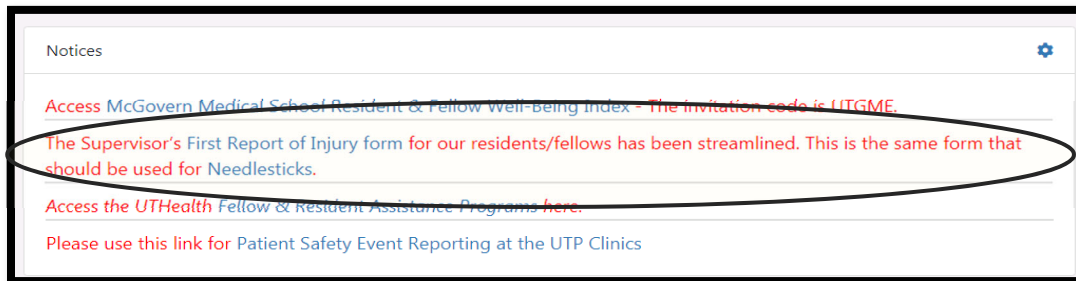 Notices
Access McGovern Medical School Resident & Fellow Well-Being Index - The invitation code is UTGME.
The Supervisor's First Report of Injury form for our residents/fellows has been streamlined. This is the same form that
should be used for Needlesticks.
Access the UTHealth Fellow & Resident Assistance Programs here.
Please use this link for Patient Safety Event Reporting at the UTP Clinics